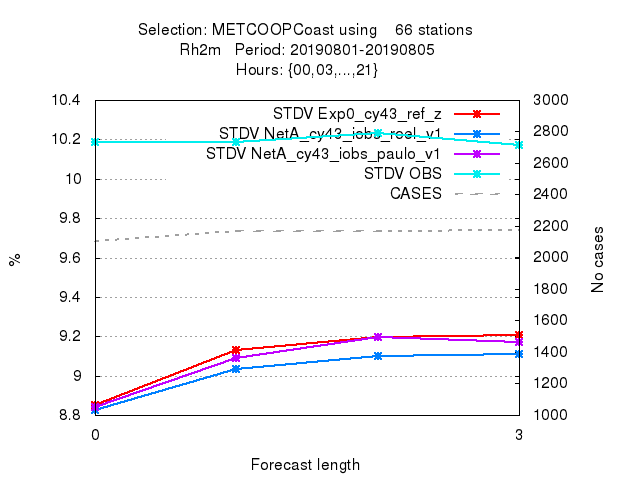 Selection: METCOOPCoast using 66 stations
Rh2m Period: 20190801-20190805
Hours: {00,03,...,21}
10.4 3000
STDV Exp0_cy43_ref_z
10.2 STDV NetA_cy43_iobs_roel_v1 2800
STDV NetA_cy43_iobs_paulo_v1
2600
10 STDV OBS
CASES 2400
9.8 2200
% 9.6 2000 No cases
9.4 1800
1600
9.2
1400
9
1200
8.8 1000
0 3
Forecast length